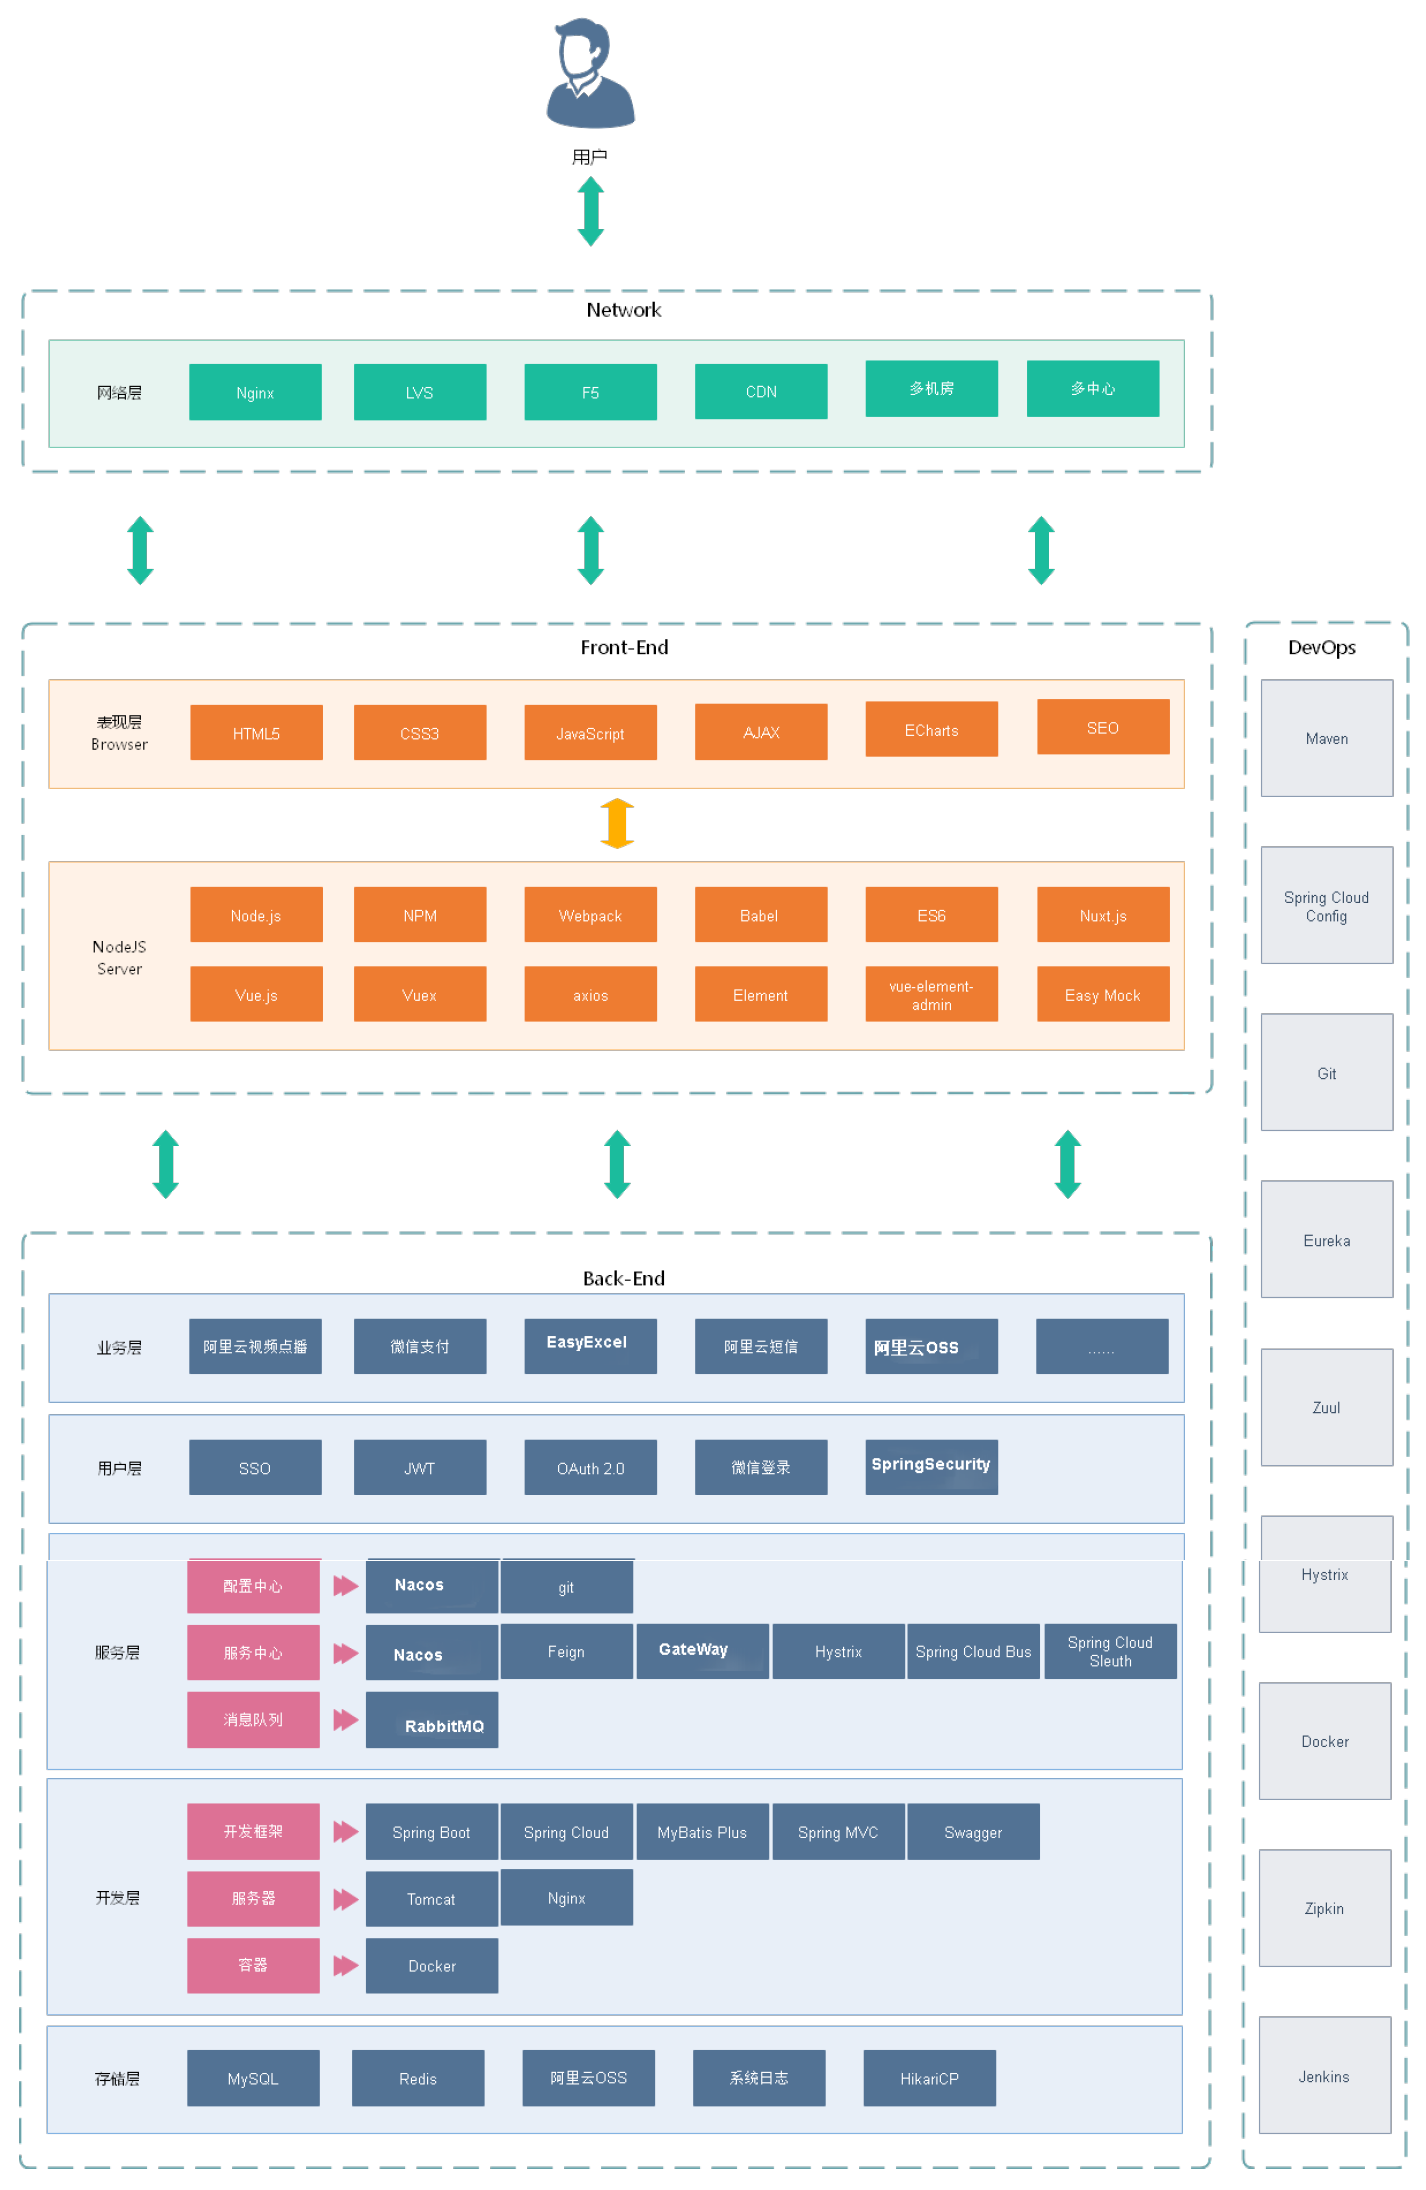 用户
Network
网络层
Nginx
LVS
F5
CDN
多机房
多中心
Front-End
表现层
Browser
HTML5
CSS3
JavaScript
AJAX
ECharts
SEO
NodeJS
Server
Node.js
NPM
Webpack
Babel
ES6
Nuxt.js
Vue.js
Vuex
axios
Element
vue-element-
admin
Easy Mock
Back-End
业务层
阿里云视频点播
微信支付
EasyExcel
阿里云短信
阿里云OSS
......
用户层
SSO
JWT
OAuth 2.0
微信登录
SpringSecurity
服务层
配置中心
Nacos
git
服务中心
Nacos
Feign
GateWay
Hystrix
Spring Cloud Bus
Spring Cloud
Sleuth
消息队列
RabbitMQ
开发层
开发框架
Spring Boot
Spring Cloud
MyBatis Plus
Spring MVC
Swagger
服务器
Tomcat
Nginx
容器
Docker
存储层
MySQL
Redis
阿里云OSS
系统日志
HikariCP
DevOps
Maven
Spring Cloud
Config
Git
Eureka
Zuul
Hystrix
Docker
Zipkin
Jenkins